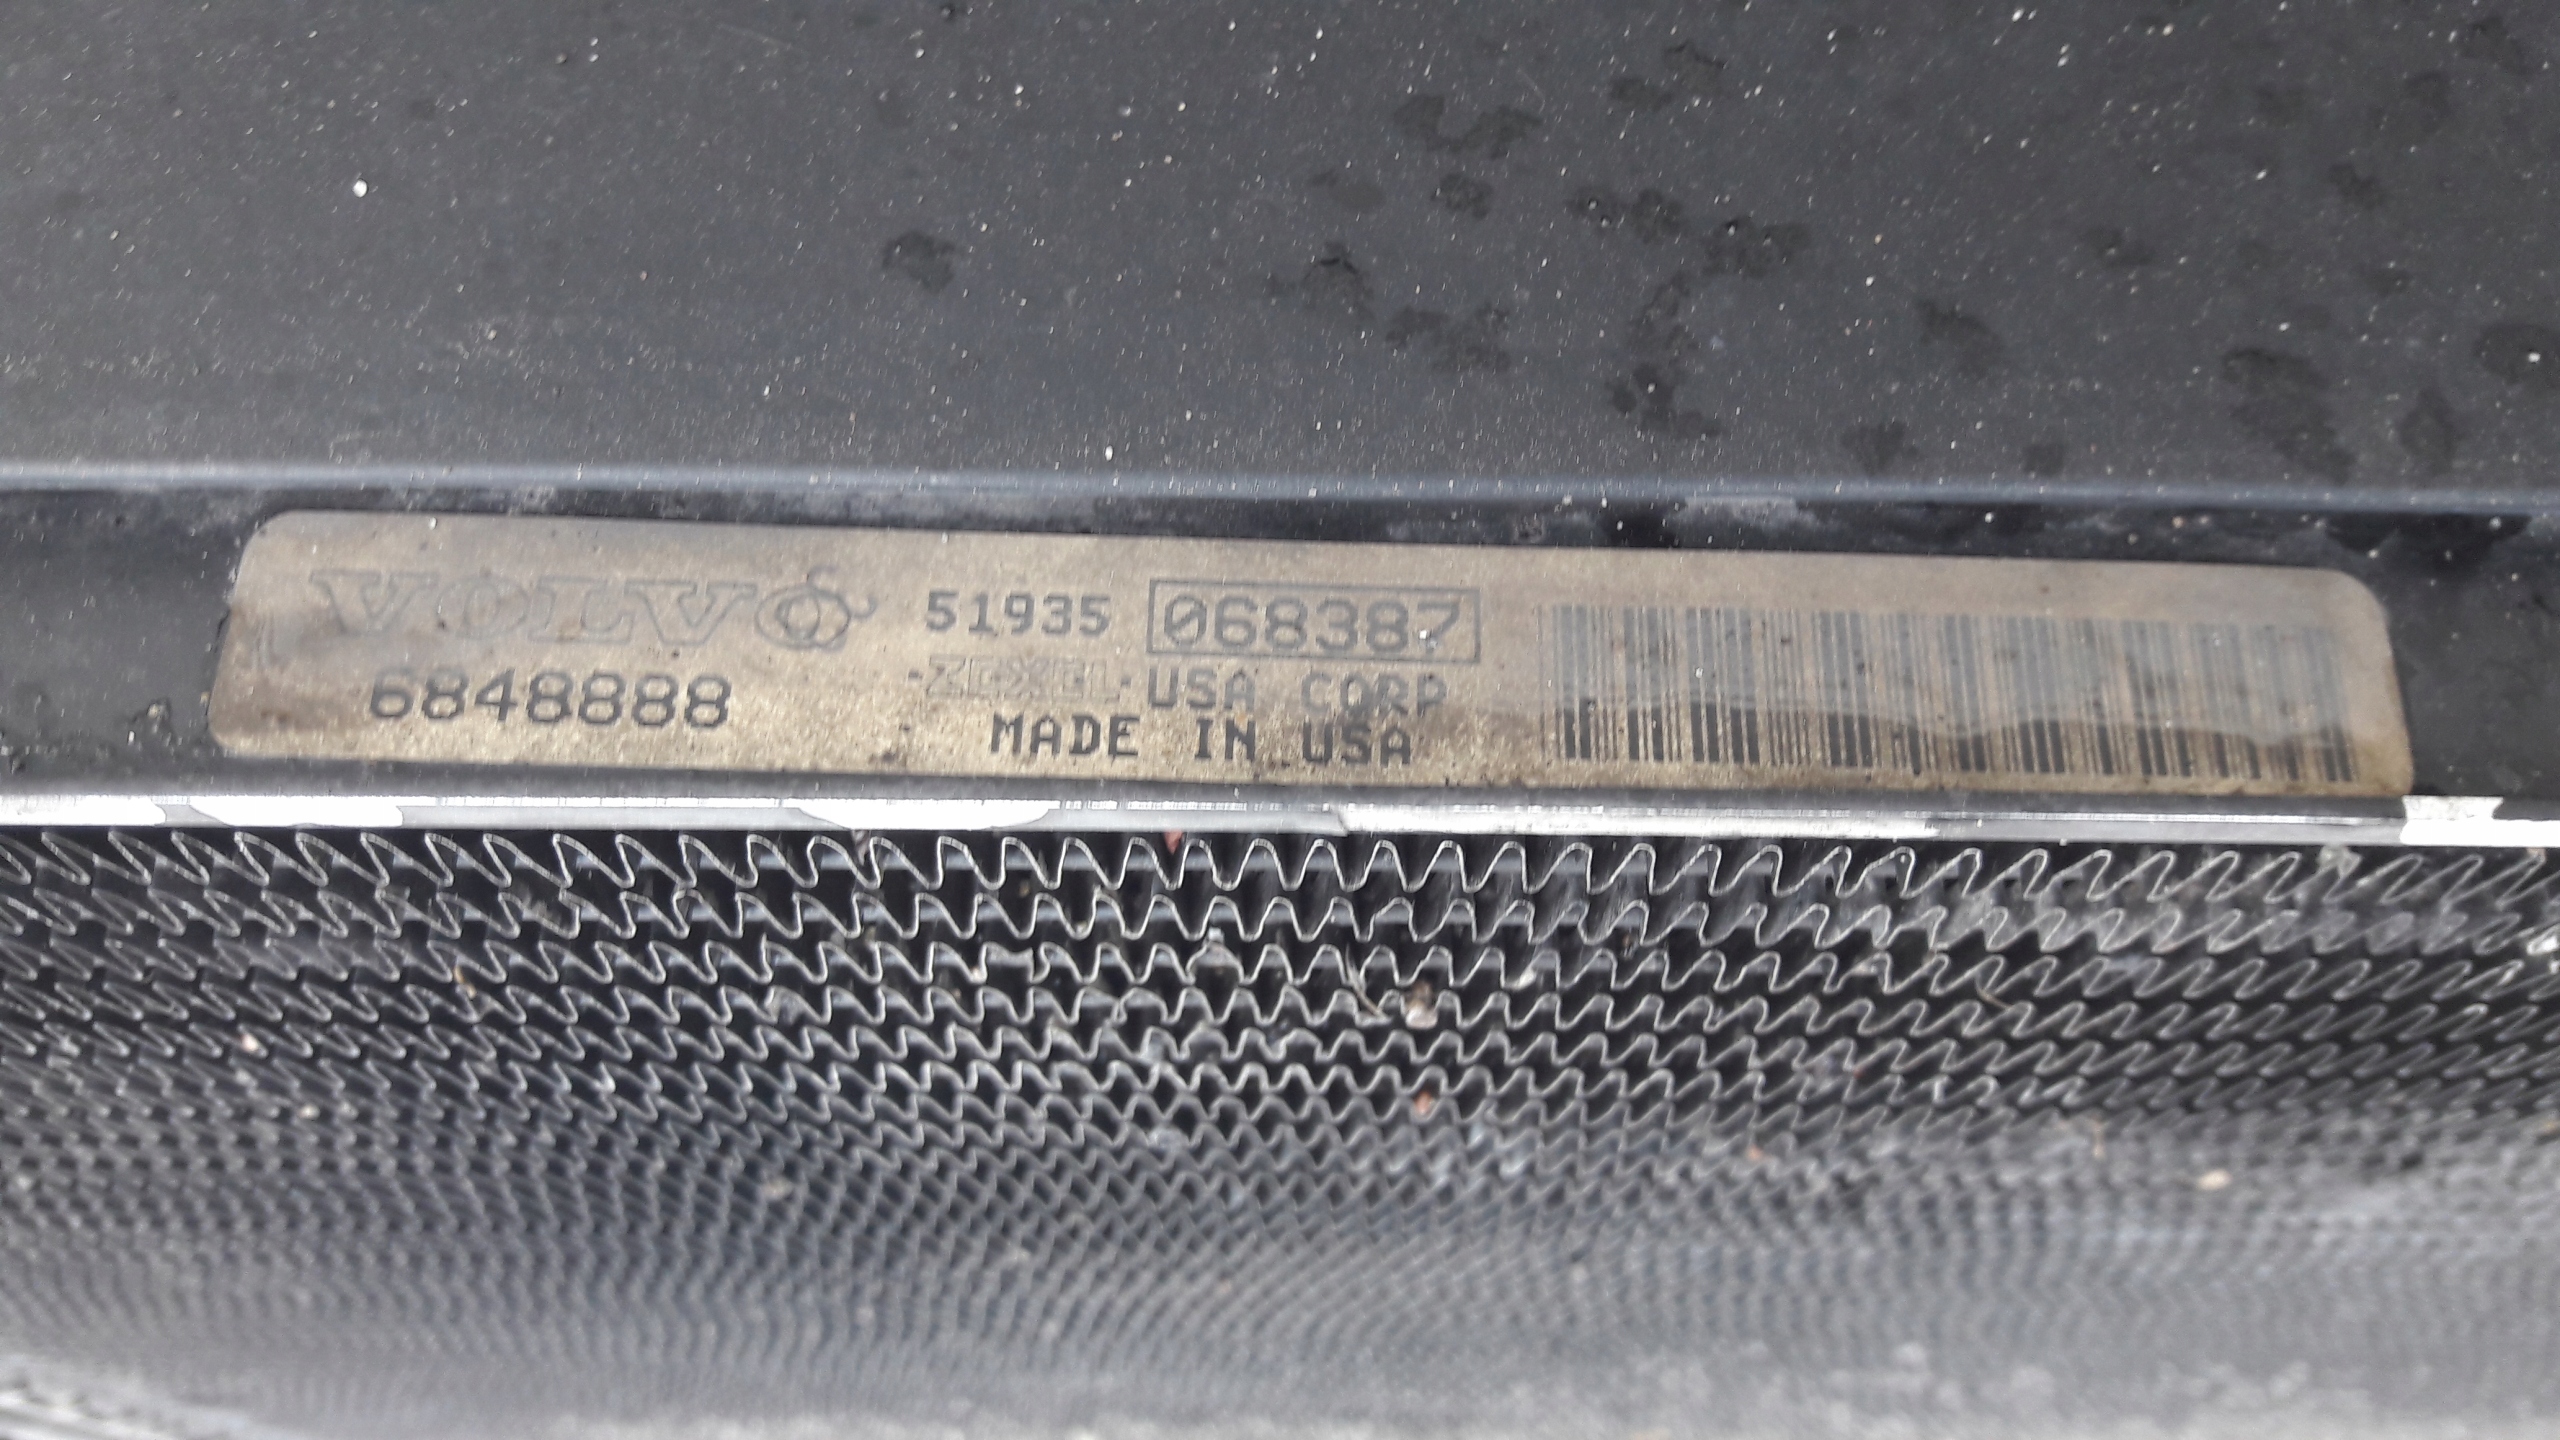 VOLVO 51935 068387
6848888 ZEXEL USA CORP
MADE IN USA